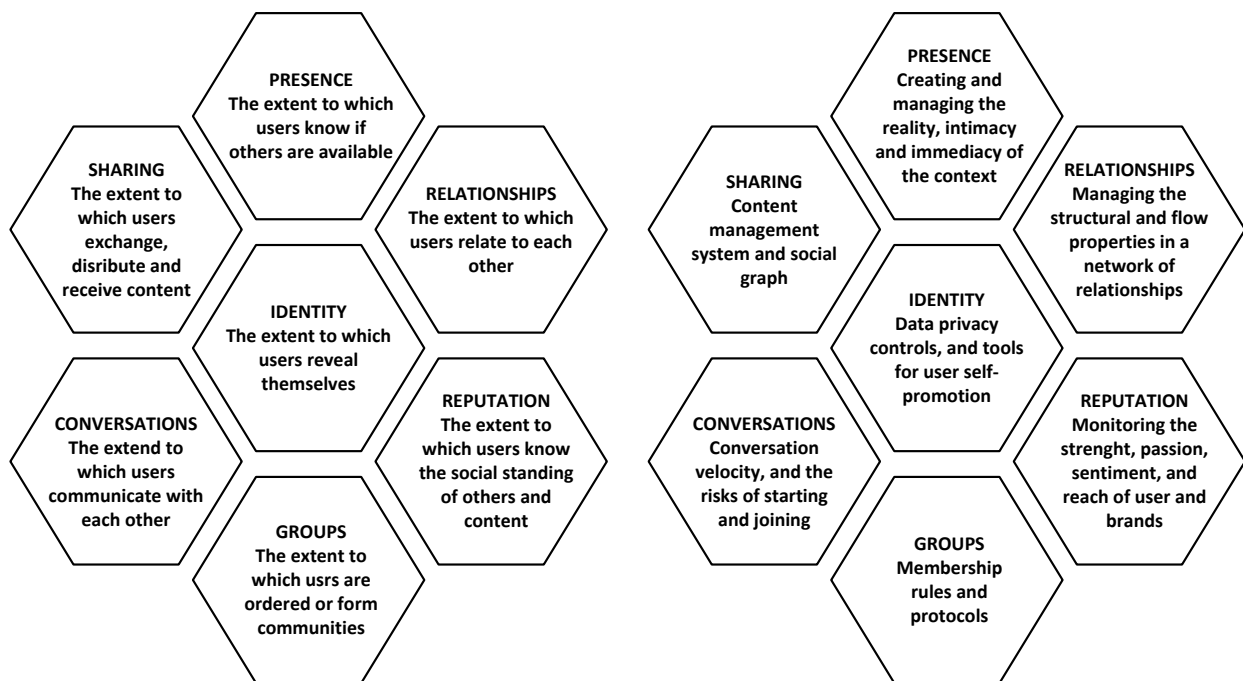 PRESENCE
The extent to which
users know if
others are available
SHARING
The extent to
which users
exchange,
disribute and
receive content
RELATIONSHIPS
The extent to which
users relate to each
other
IDENTITY
The extent to which
users reveal
themselves
CONVERSATIONS
The extend to
which users
communicate with
each other
REPUTATION
The extent to
which users know
the social standing
of others and
content
GROUPS
The extent to
which usrs are
ordered or form
communities
PRESENCE
Creating and
managing the
reality, intimacy
and immediacy of
the context
SHARING
Content
management
system and social
graph
RELATIONSHIPS
Managing the
structural and flow
properties in a
network of
relationships
IDENTITY
Data privacy
controls, and tools
for user self-
promotion
CONVERSATIONS
Conversation
velocity, and the
risks of starting
and joining
REPUTATION
Monitoring the
strenght, passion,
sentiment, and
reach of user and
brands
GROUPS
Membership
rules and
protocols